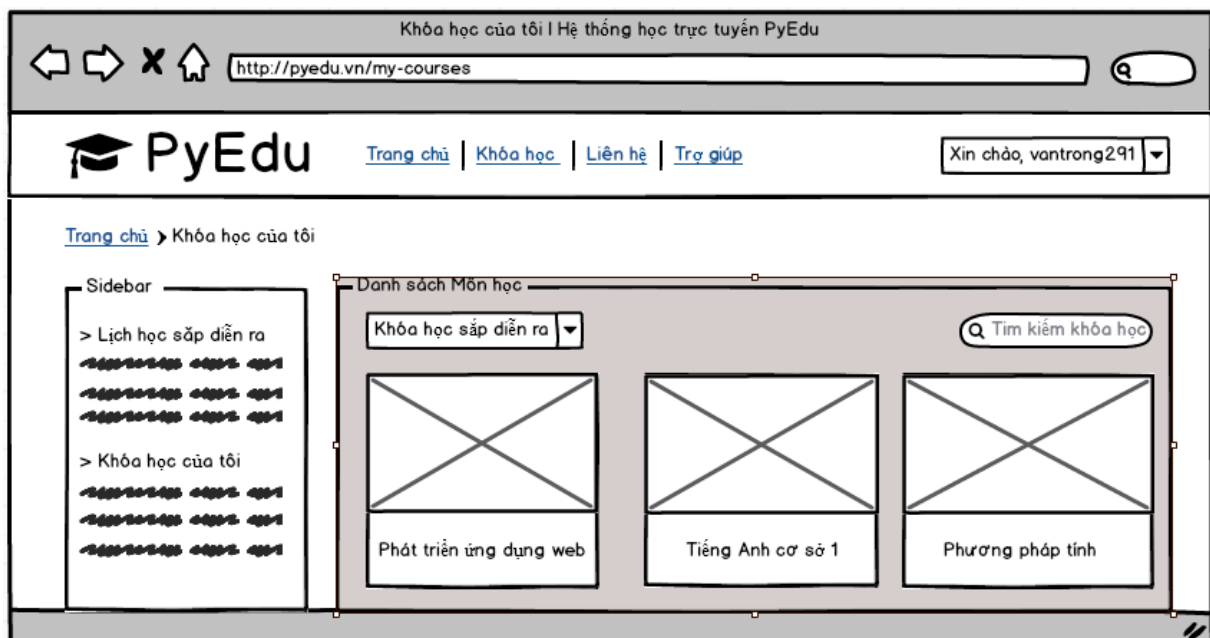 Khóa học của tôi I Hệ thống học trực tuyến PyEdu
http://pyedu.vn/my-courses
PyEdu
Trang chủ
Khóa học
Liên hệ
Trợ giúp
Xin chào, vantrong291
Trang chủ
Khóa học của tôi
Sidebar
> Lịch học sắp diễn ra
> Khóa học của tôi
Danh sách Môn học
Khóa học sắp diễn ra
Tìm kiếm khóa học
Phát triển ứng dụng web
Tiếng Anh cơ sở 1
Phương pháp tính